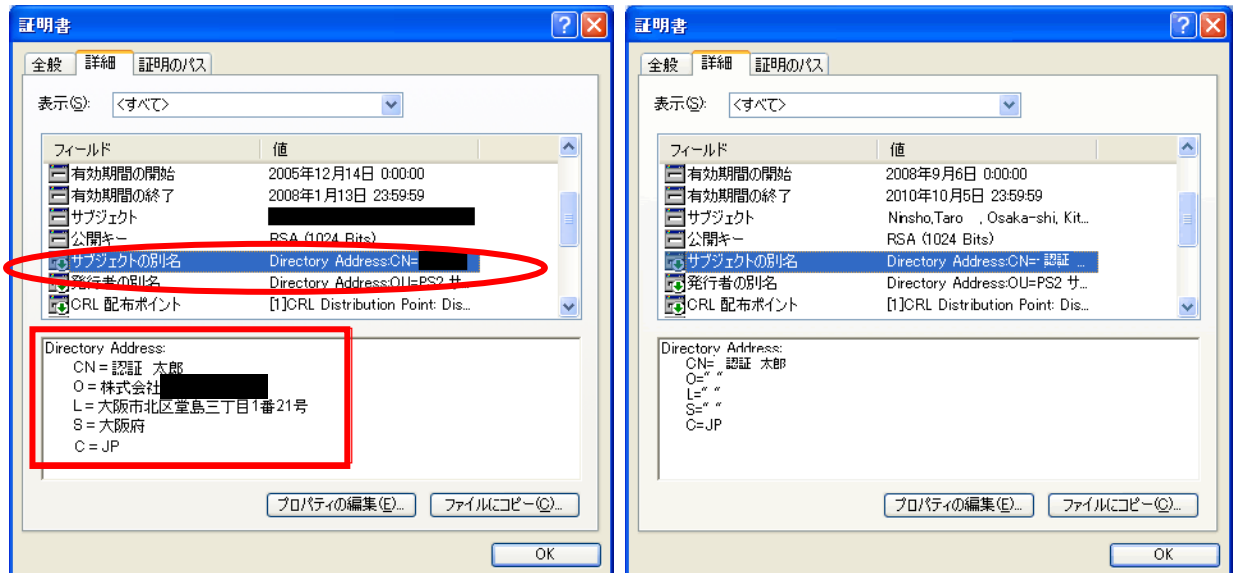 証明書
全般 詳細 証明のパス
表示(S): <すべて>
フィールド 値
有効期間の開始 2005年12月14日 0:00:00
有効期間の終了 2008年1月13日 23:59:59
サブジェクト
公開キー RSA (1024 Bits)
サブジェクトの別名 Directory Address:CN=
発行者の別名 Directory Address:OU=PS2 サ...
CRL 配布ポイント [1]CRL Distribution Point: Dis...
Directory Address:
CN = 認証 太郎
O = 株式会社
L = 大阪市北区堂島三丁目1番21号
S = 大阪府
C = JP
プロパティの編集(E)... ファイルにコピー(C)...
OK
証明書
全般 詳細 証明のパス
表示(S): <すべて>
フィールド 値
有効期間の開始 2008年9月6日 0:00:00
有効期間の終了 2010年10月5日 23:59:59
サブジェクト Ninsho,Taro , Osaka-shi, Kit...
公開キー RSA (1024 Bits)
サブジェクトの別名 Directory Address:CN=" 認証 ...
発行者の別名 Directory Address:OU=PS2 サ...
CRL 配布ポイント [1]CRL Distribution Point: Dis...
Directory Address:
CN= 認証 太郎
O=" "
L=" "
S=" "
C=JP
プロパティの編集(E)... ファイルにコピー(C)...
OK